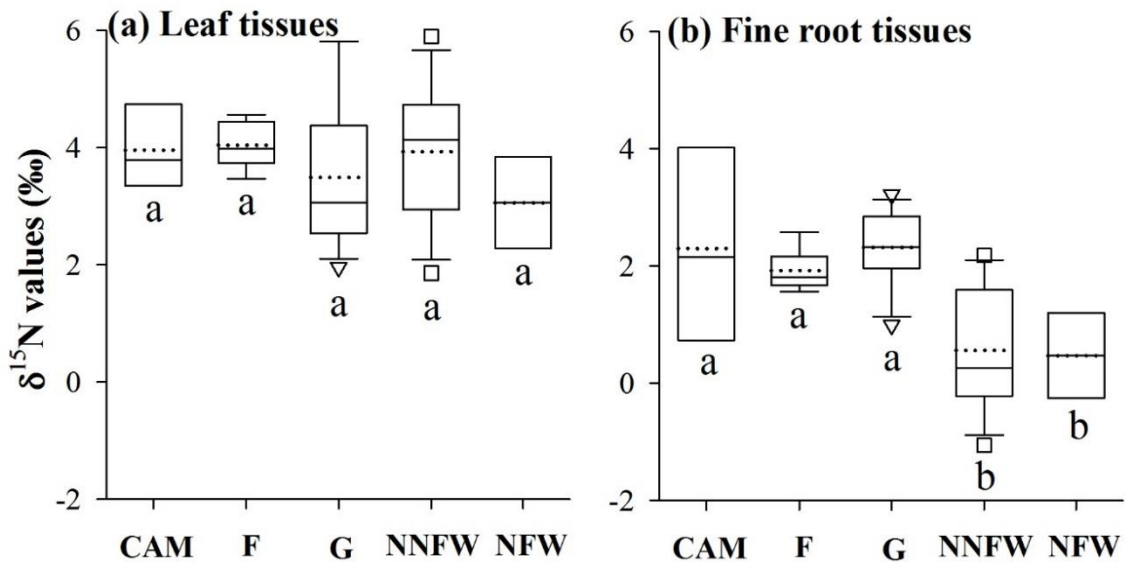 (a) Leaf tissues
δ¹⁵N values (‰)
6
4
2
0
-2
a
a
a
a
a
CAM F G NNFW NFW
(b) Fine root tissues
6
4
2
0
-2
a
a
a
b
b
CAM F G NNFW NFW